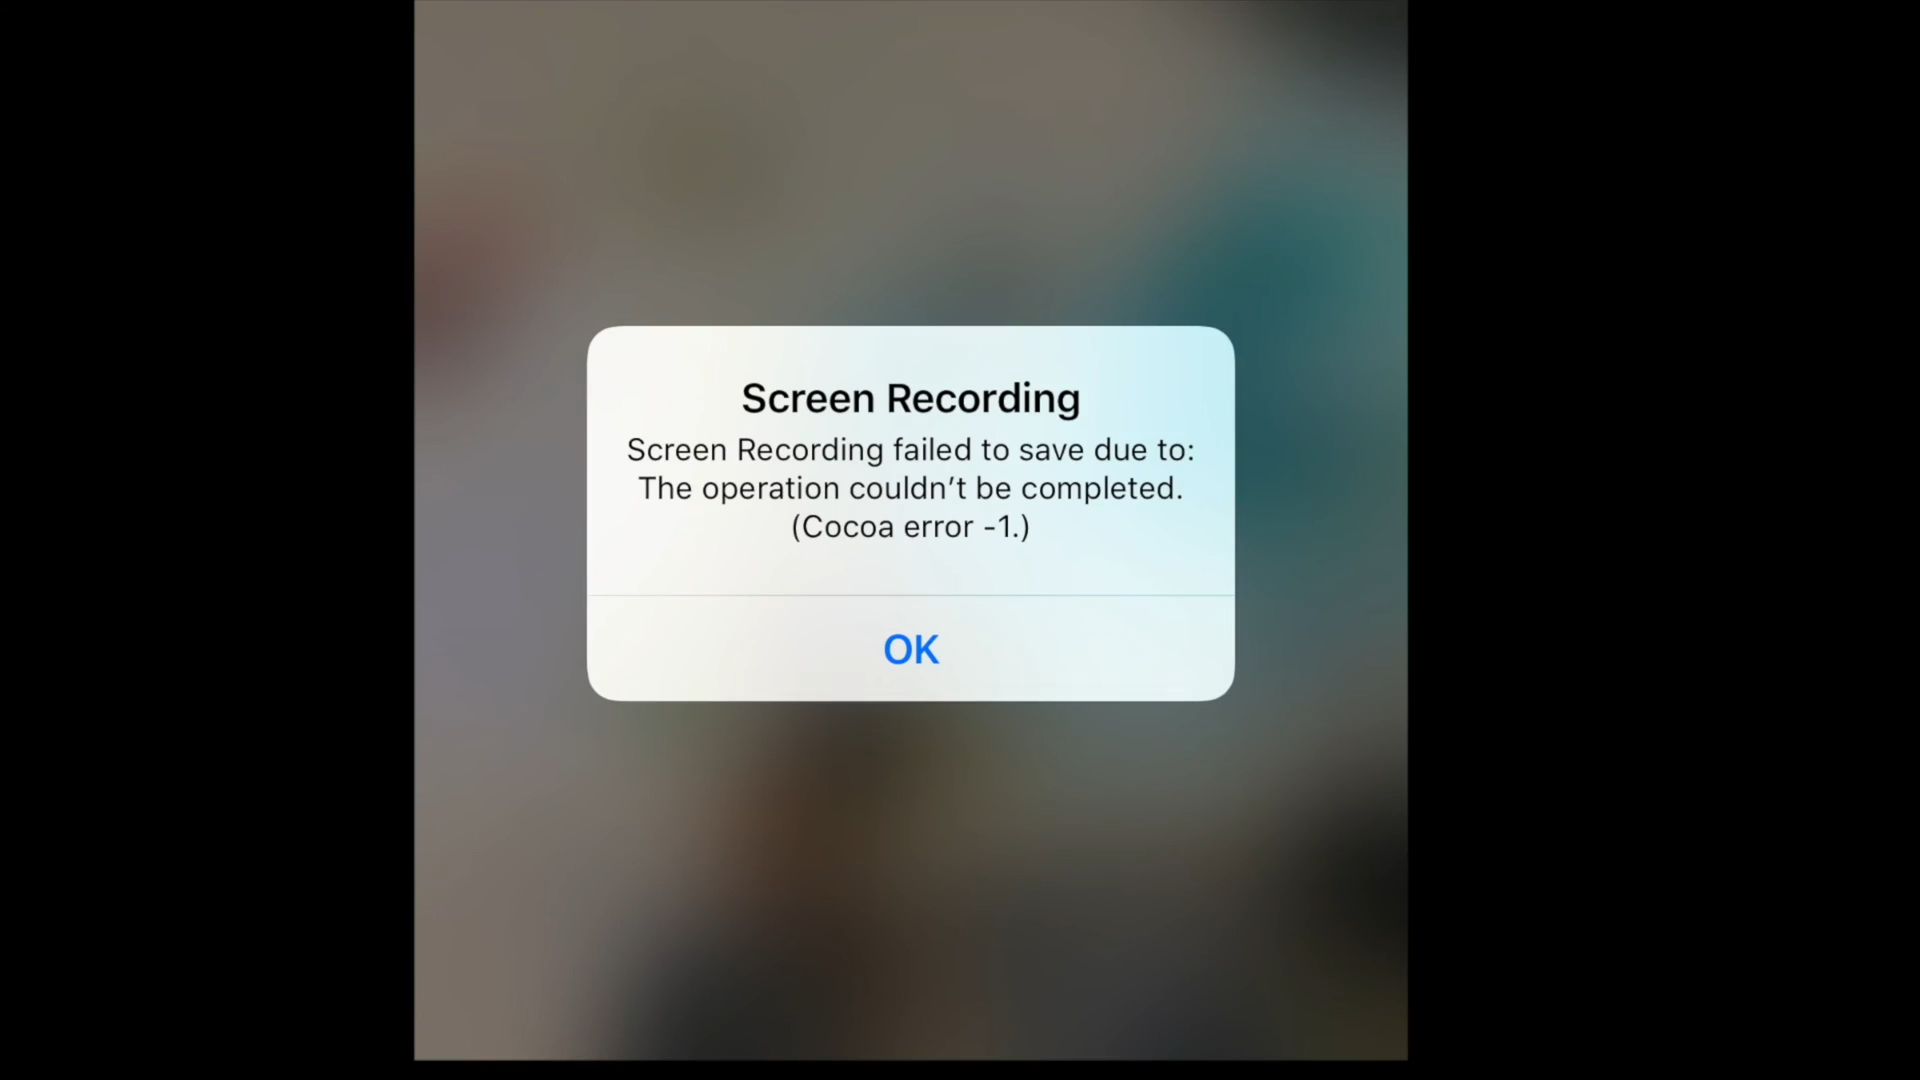 Screen Recording
Screen Recording failed to save due to:
The operation couldn’t be completed.
(Cocoa error -1.)
OK